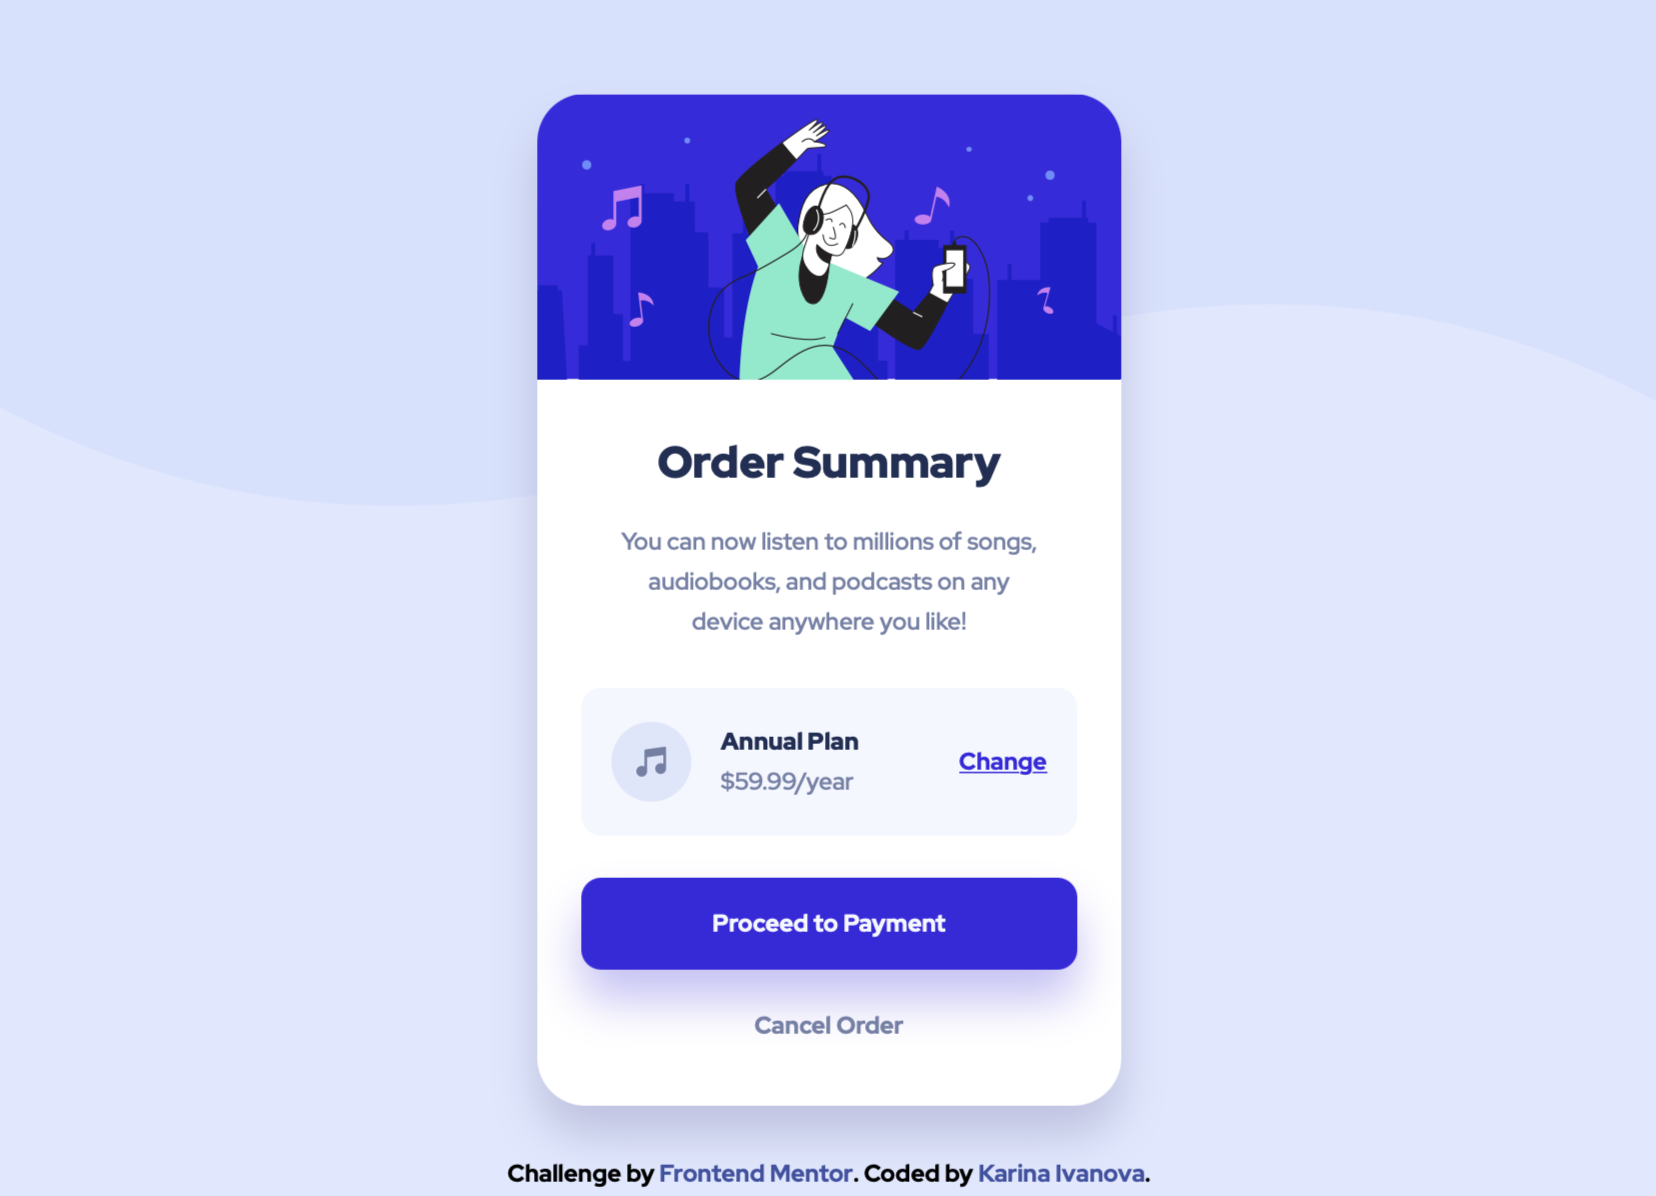 Order Summary
You can now listen to millions of songs,
audiobooks, and podcasts on any
device anywhere you like!
Annual Plan
$59.99/year
Change
Proceed to Payment
Cancel Order
Challenge by Frontend Mentor. Coded by Karina Ivanova.